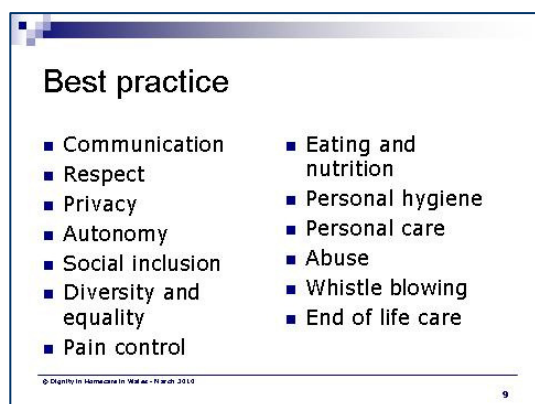 Best practice
Communication
Respect
Privacy
Autonomy
Social inclusion
Diversity and
equality
Pain control
Eating and
nutrition
Personal hygiene
Personal care
Abuse
Whistle blowing
End of life care
© Dignity in Homecare in Wales - March 2010
9